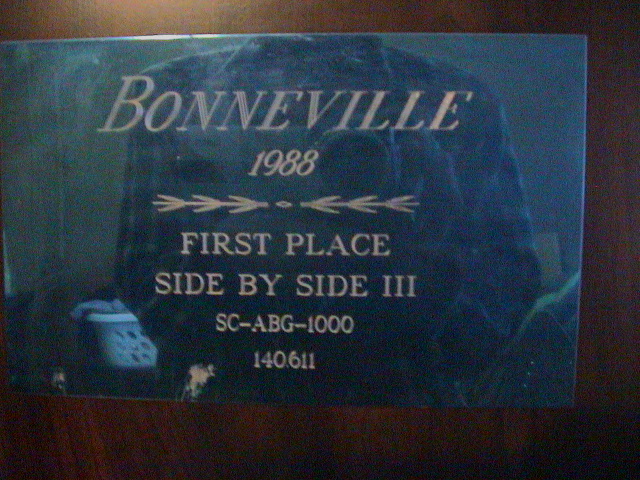 BONNEVILLE
1988
FIRST PLACE
SIDE BY SIDE III
SC-ABG-1000
140.611